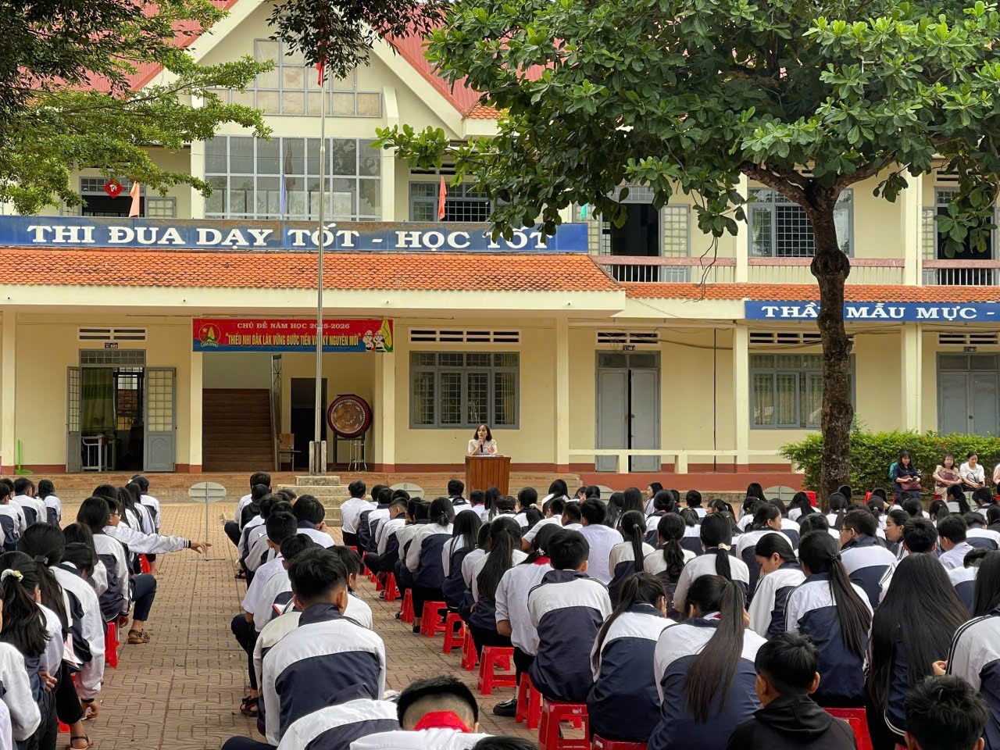 THI ĐUA DẠY TỐT - HỌC TỐT
THẦY MẪU MỰC -
CHỦ ĐỀ NĂM HỌC 2025-2026
"THIẾU NHI ĐẮK LẮK VỮNG BƯỚC TIẾN VÀO KỶ NGUYÊN MỚI"